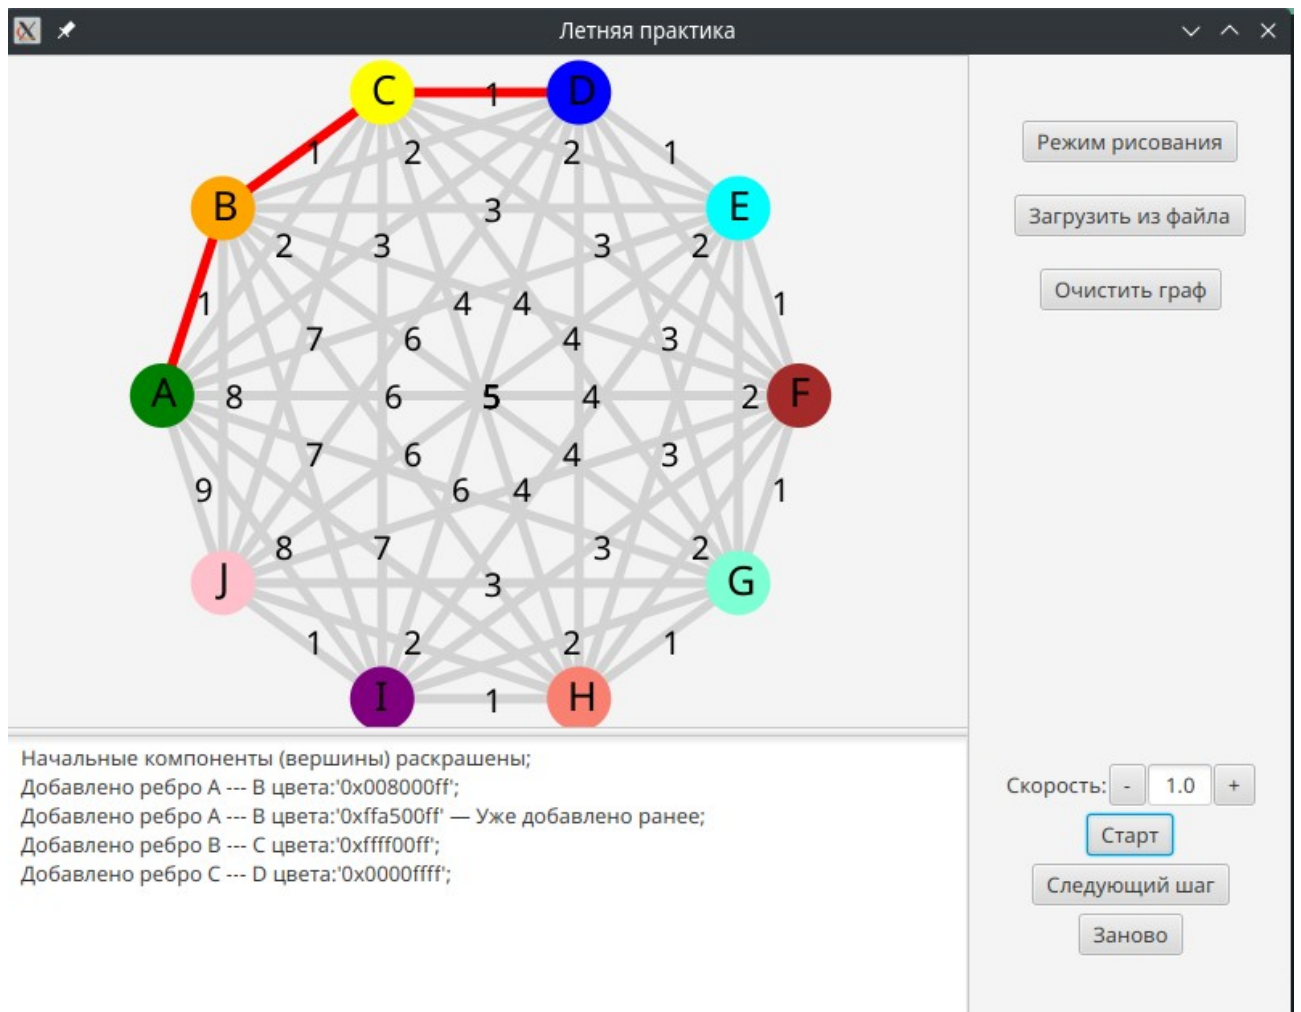 Летняя практика
C 1 D
1 2 2 1
B 3 E
2 3 3 2
1 4 4 1
7 6 4 3
A 8 6 5 4 2 F
7 6 4 3
9 6 4 1
8 7 3 2
J 3 G
1 2 2 1
I 1 H
Режим рисования
Загрузить из файла
Очистить граф
Начальные компоненты (вершины) раскрашены;
Добавлено ребро A --- B цвета:'0x008000ff';
Добавлено ребро A --- B цвета:'0xffa500ff' — Уже добавлено ранее;
Добавлено ребро B --- C цвета:'0xffff00ff';
Добавлено ребро C --- D цвета:'0x0000ffff';
Скорость: - 1.0 +
Старт
Следующий шаг
Заново